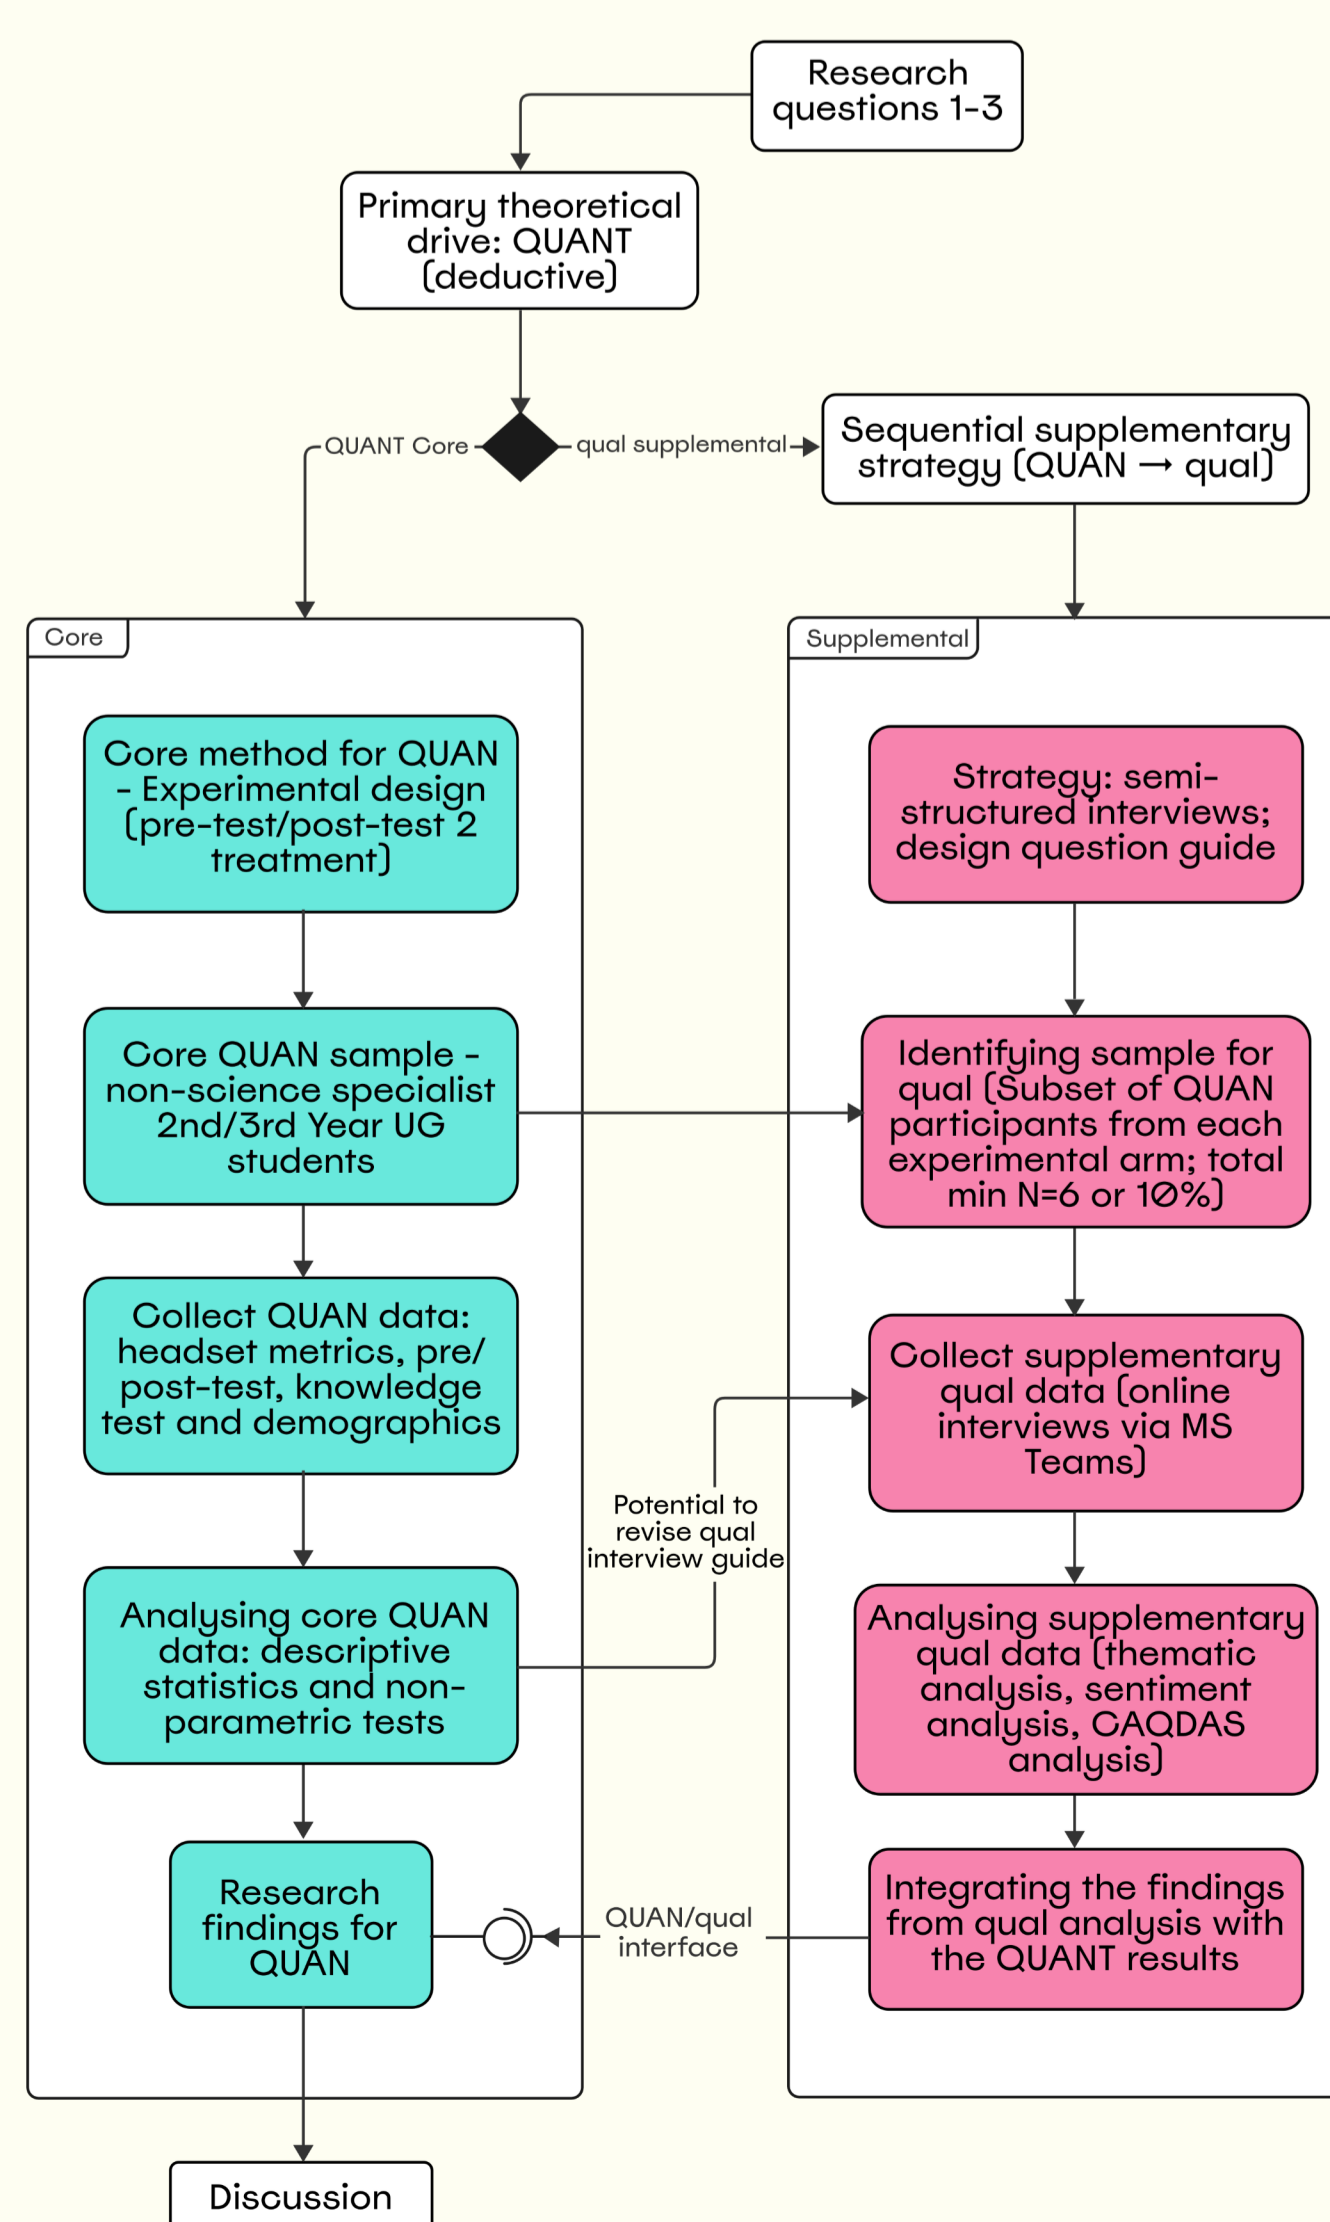 Research
questions 1-3
Primary theoretical
drive: QUANT
(deductive)
QUANT Core
qual supplemental
Sequential supplementary
strategy (QUAN → qual)
Core
Core method for QUAN
- Experimental design
(pre-test/post-test 2
treatment)
Core QUAN sample -
non-science specialist
2nd/3rd Year UG
students
Collect QUAN data:
headset metrics, pre/
post-test, knowledge
test and demographics
Analysing core QUAN
data: descriptive
statistics and non-
parametric tests
Research
findings for
QUAN
Potential to
revise qual
interview guide
QUAN/qual
interface
Supplemental
Strategy: semi-
structured interviews;
design question guide
Identifying sample for
qual (Subset of QUAN
participants from each
experimental arm; total
min N=6 or 10%)
Collect supplementary
qual data (online
interviews via MS
Teams)
Analysing supplementary
qual data (thematic
analysis, sentiment
analysis, CAQDAS
analysis)
Integrating the findings
from qual analysis with
the QUANT results
Discussion